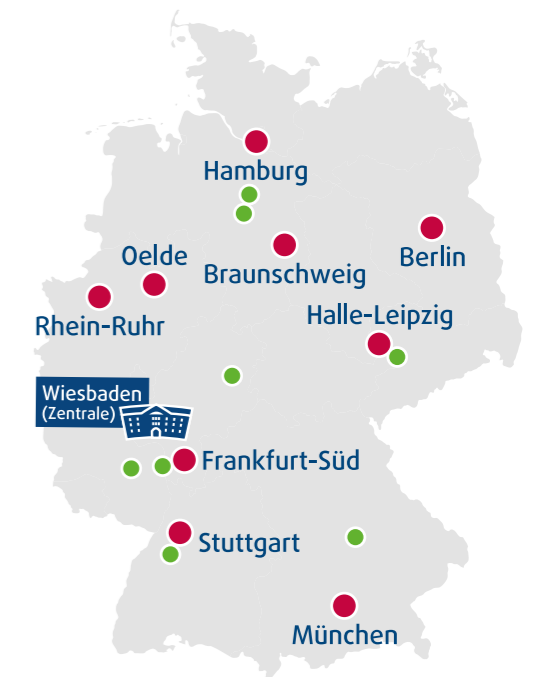 Hamburg
Oelde
Braunschweig
Berlin
Rhein-Ruhr
Halle-Leipzig
Wiesbaden
(Zentrale)
Frankfurt-Süd
Stuttgart
München